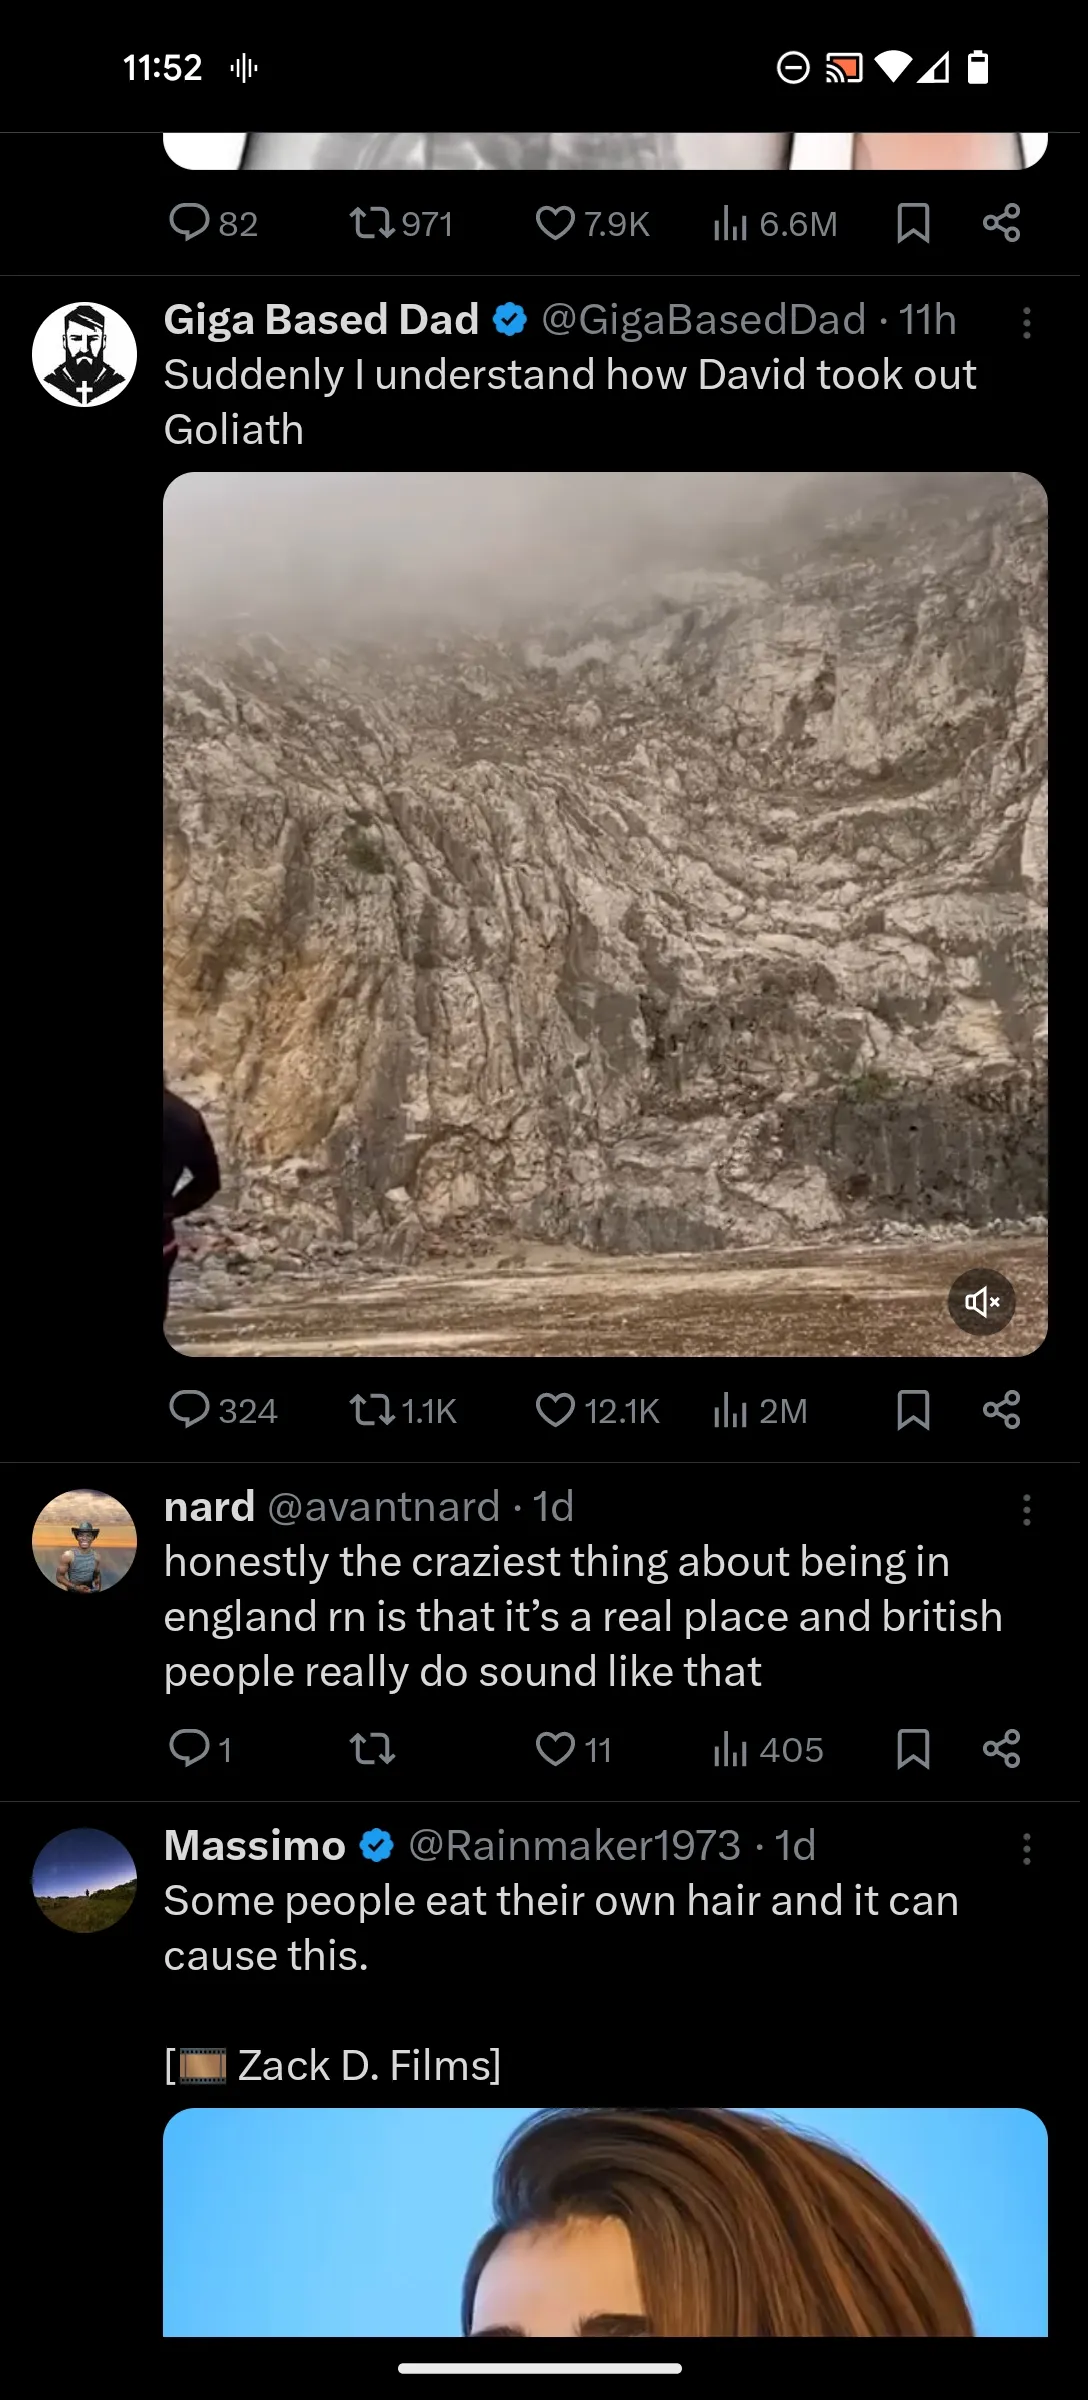 11:52
82 971 7.9K 6.6M
Giga Based Dad @GigaBasedDad · 11h
Suddenly I understand how David took out
Goliath
324 1.1K 12.1K 2M
nard @avantnard · 1d
honestly the craziest thing about being in
england rn is that it’s a real place and british
people really do sound like that
1 11 405
Massimo @Rainmaker1973 · 1d
Some people eat their own hair and it can
cause this.
[🎞️ Zack D. Films]